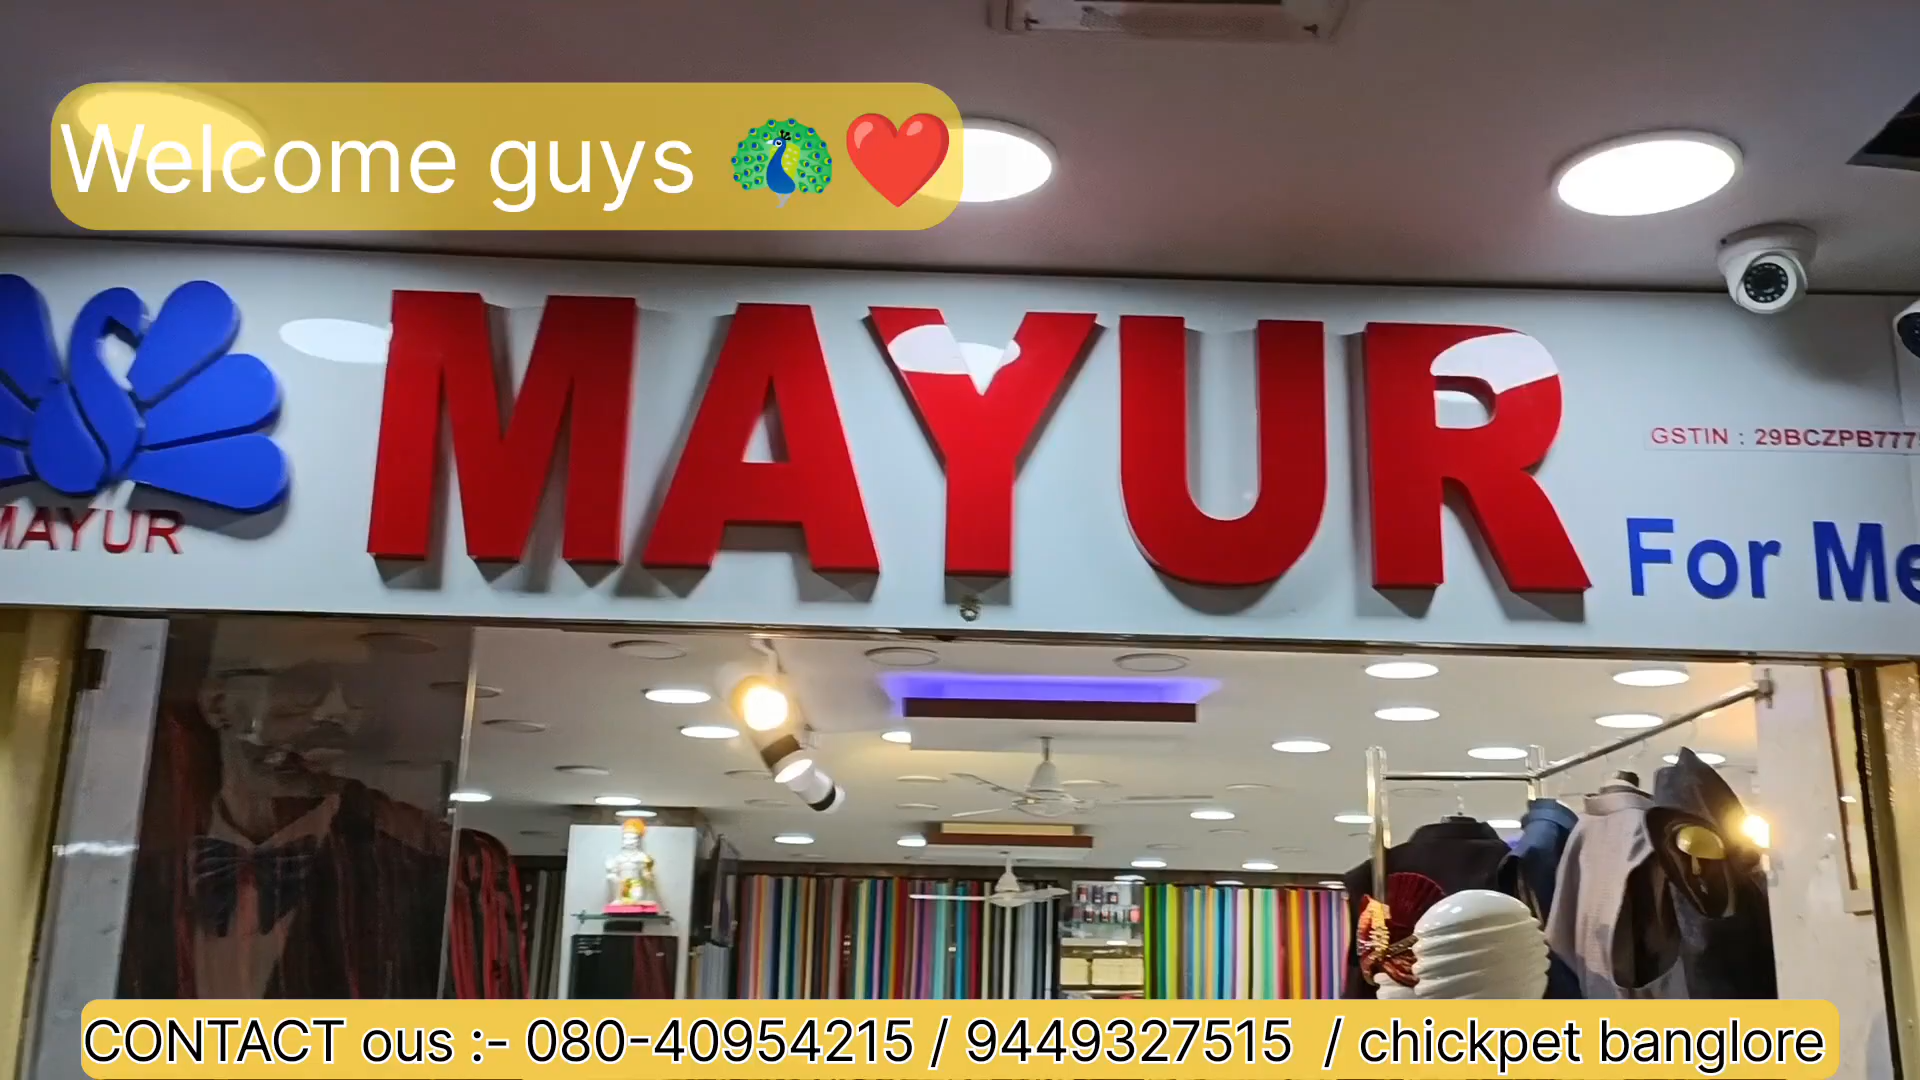 Welcome guys 🦚❤️
MAYUR
MAYUR
GSTIN : 29BCZPB777
For Me
CONTACT ous :- 080-40954215 / 9449327515 / chickpet banglore